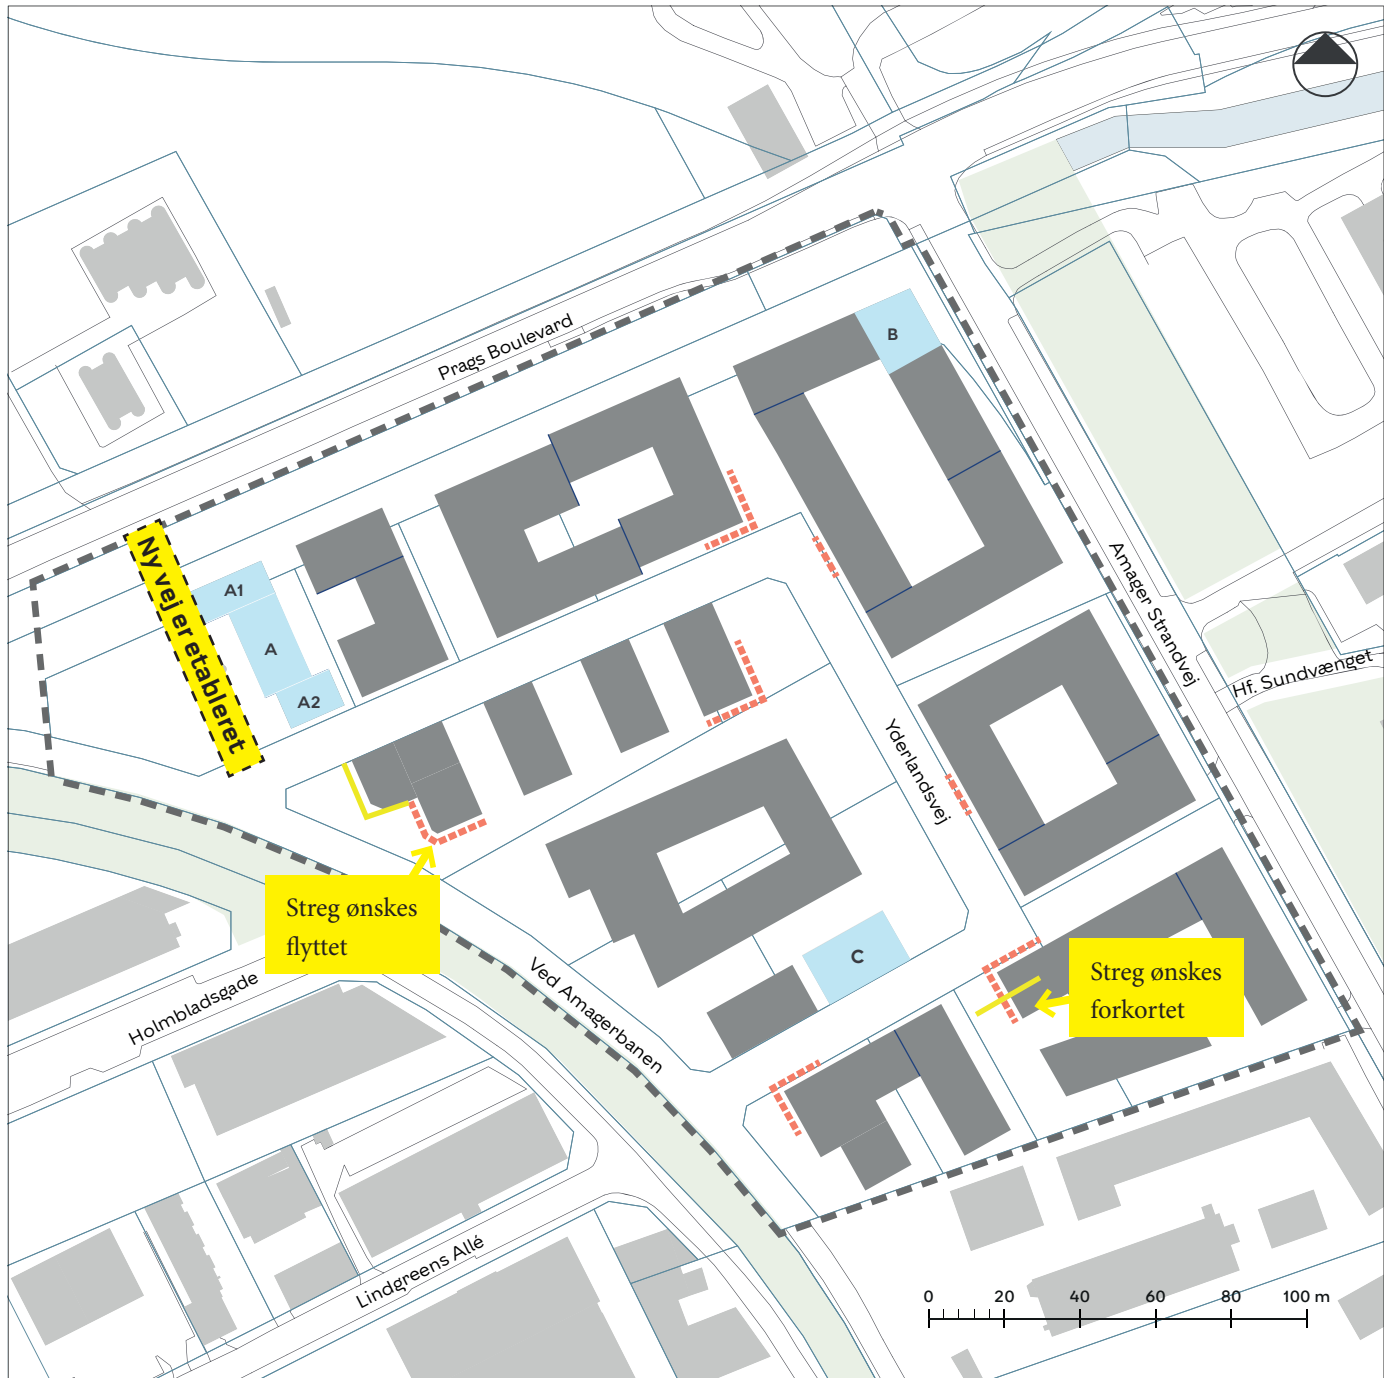 Prags Boulevard
B
Ny vej er etableret
A1
A
A2
Amager Strandvej
Hf. Sundvænget
Yderlandsvej
Streg ønskes
flyttet
C
Streg ønskes
forkortet
Ved Amagerbanen
Holmbladsgade
Lindgreens Allé
0 20 40 60 80 100 m